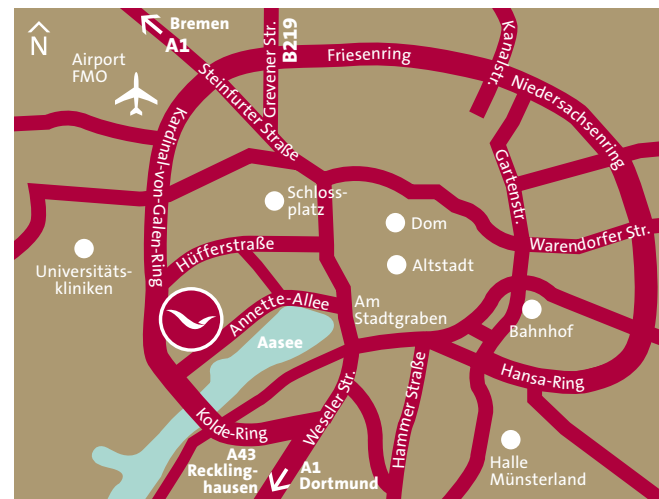 N
Bremen
A1
Airport
FMO
Steinfurter Straße
Grevener Str.
B219
Friesenring
Kanalstr.
Niedersachsenring
Kardinal-von-Galen-Ring
Gartenstr.
Schloss-
platz
Dom
Altstadt
Warendorfer Str.
Universitäts-
kliniken
Hüfferstraße
Annette-Allee
Am
Stadtgraben
Aasee
Bahnhof
Hansa-Ring
Kolde-Ring
Weseler Str.
Hammer Straße
A43
Reckling-
hausen
A1
Dortmund
Halle
Münsterland